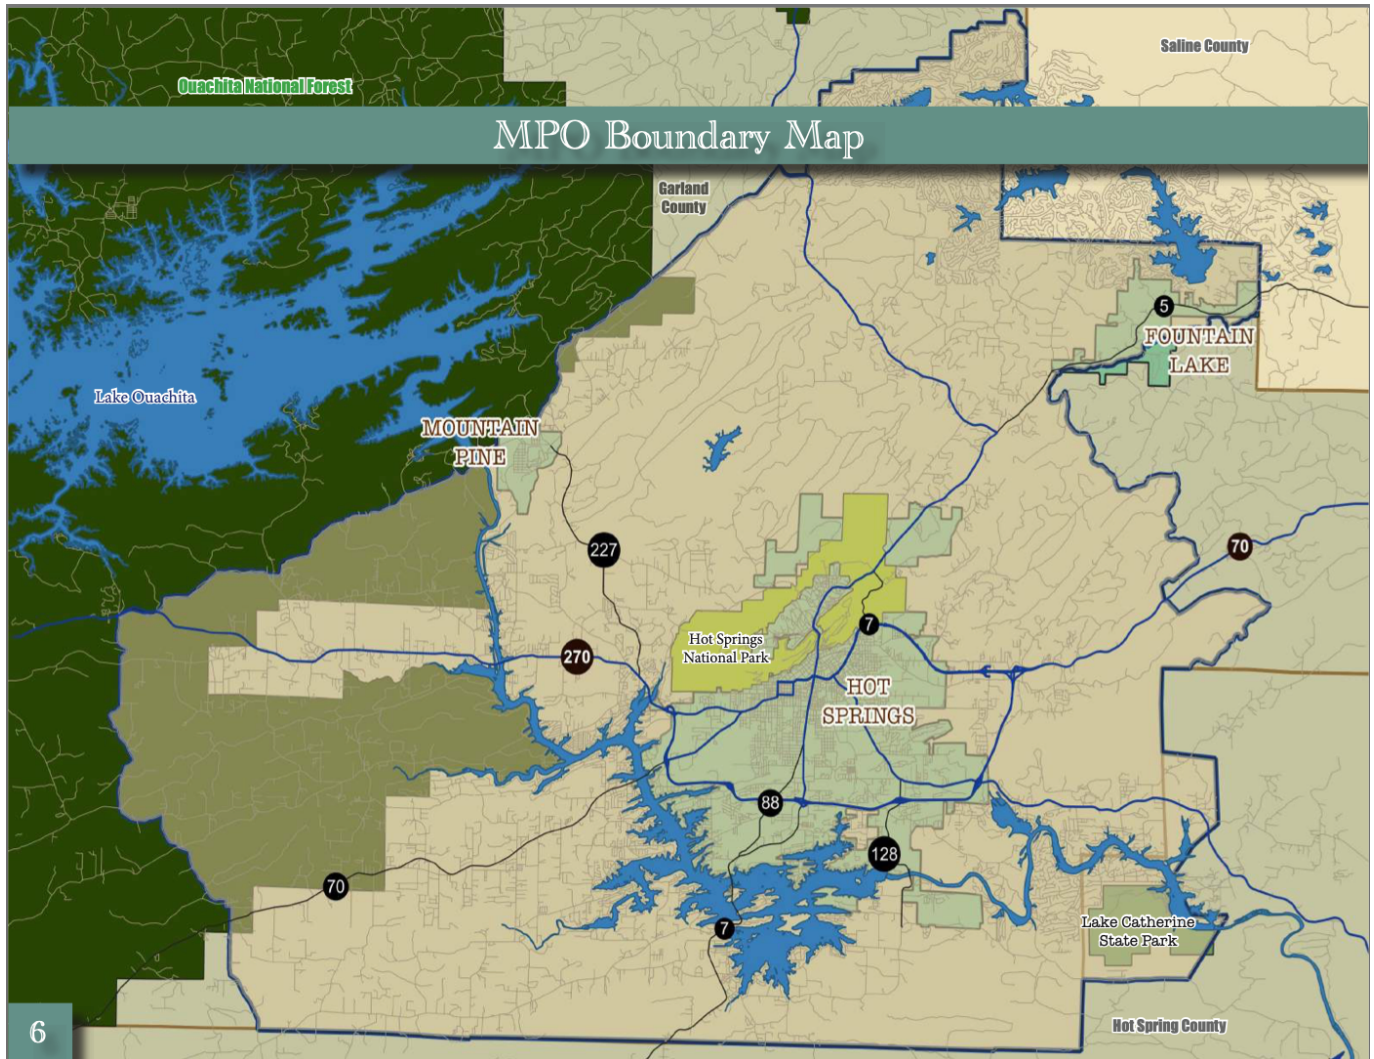 Saline County
Ouachita National Forest
MPO Boundary Map
Garland
County
5
FOUNTAIN
LAKE
Lake Ouachita
MOUNTAIN
PINE
227
70
7
Hot Springs
National Park
270
HOT
SPRINGS
88
128
70
7
Lake Catherine
State Park
Hot Spring County
6